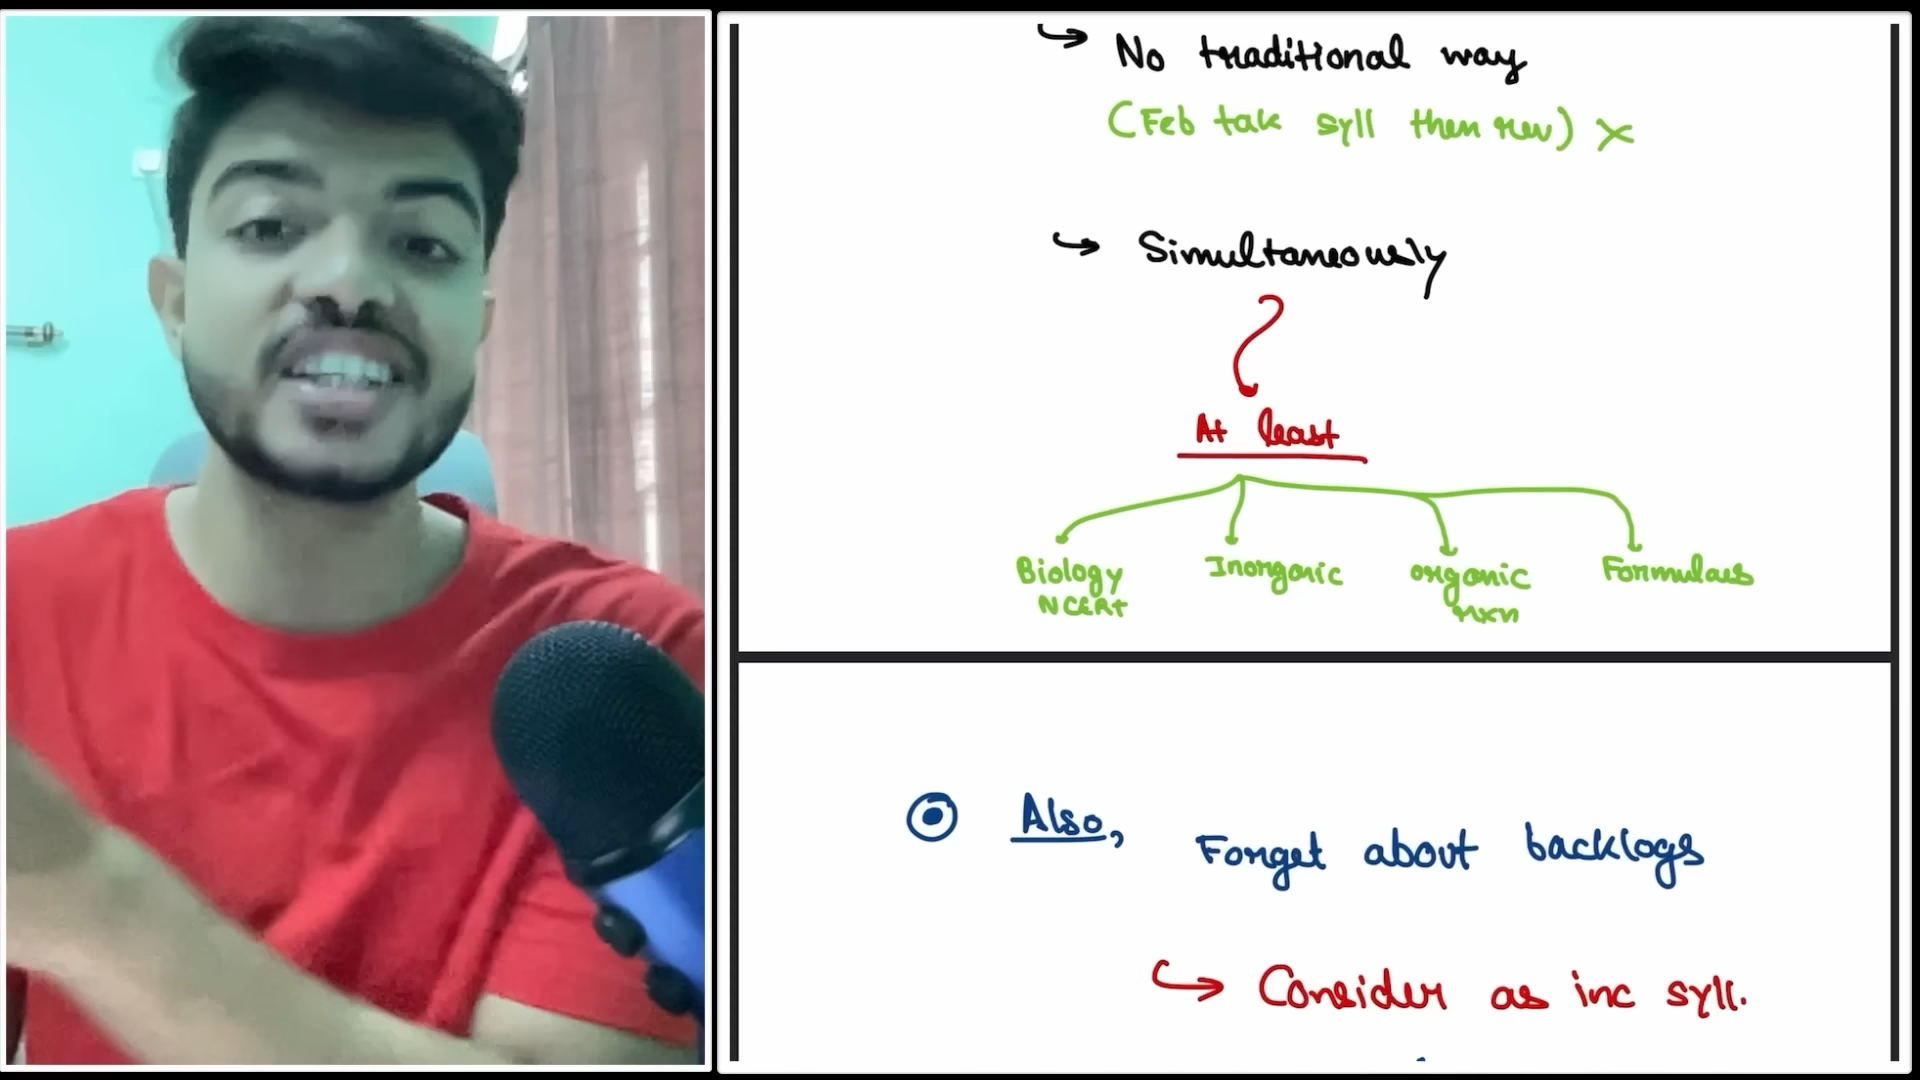 No traditional way
(Feb tak syll then rev) ×
Simultaneously
At least
Biology Inorganic organic Formulaes
NCERT rxn
Also, Forget about backlogs
Consider as inc syll.